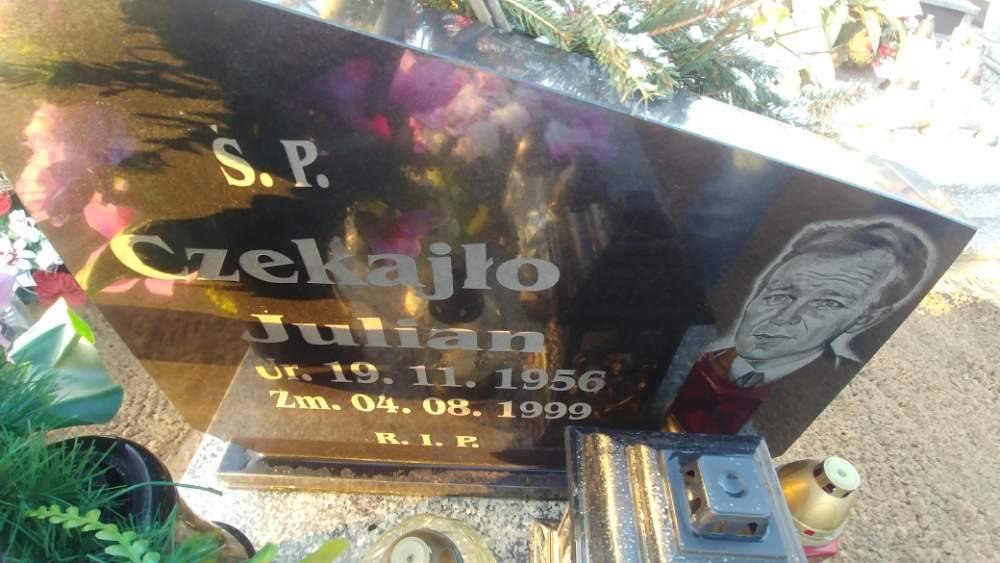 Ś. P.
Czekajło
Julian
Ur. 19. 11. 1956
Zm. 04. 08. 1999
R. I. P.